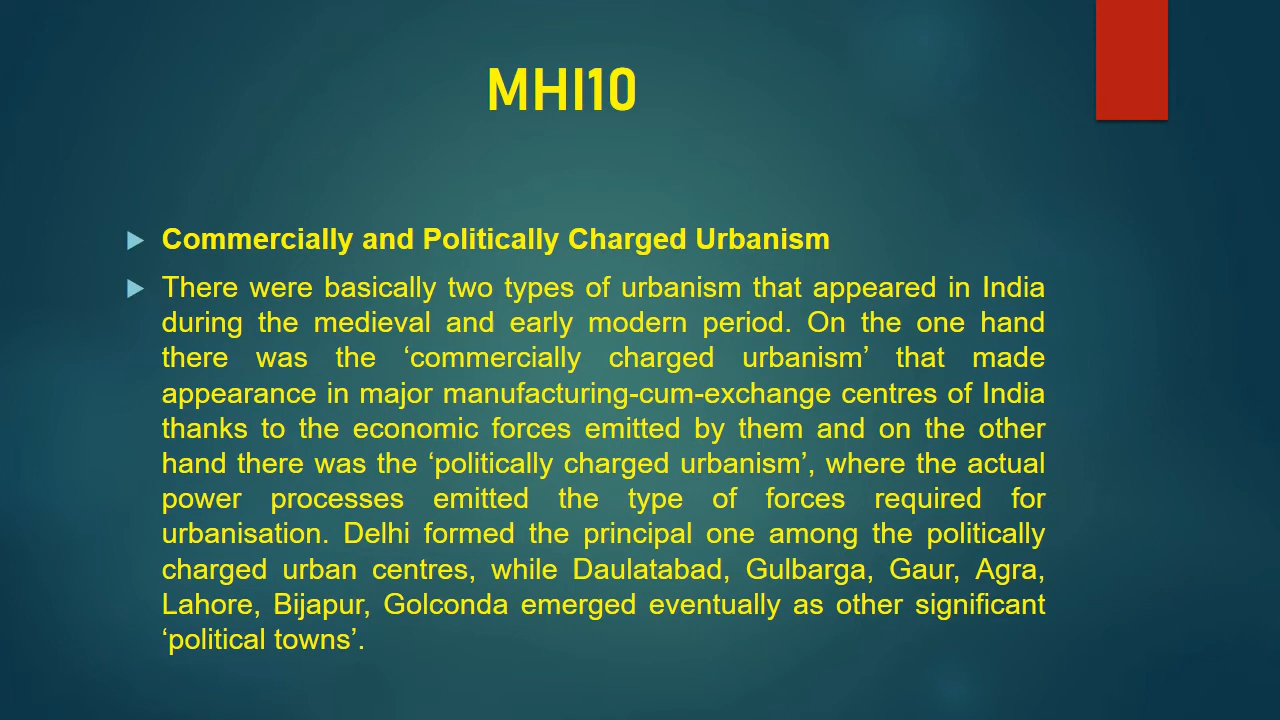 MHI10
Commercially and Politically Charged Urbanism
There were basically two types of urbanism that appeared in India
during the medieval and early modern period. On the one hand
there was the ‘commercially charged urbanism’ that made
appearance in major manufacturing-cum-exchange centres of India
thanks to the economic forces emitted by them and on the other
hand there was the ‘politically charged urbanism’, where the actual
power processes emitted the type of forces required for
urbanisation. Delhi formed the principal one among the politically
charged urban centres, while Daulatabad, Gulbarga, Gaur, Agra,
Lahore, Bijapur, Golconda emerged eventually as other significant
‘political towns’.